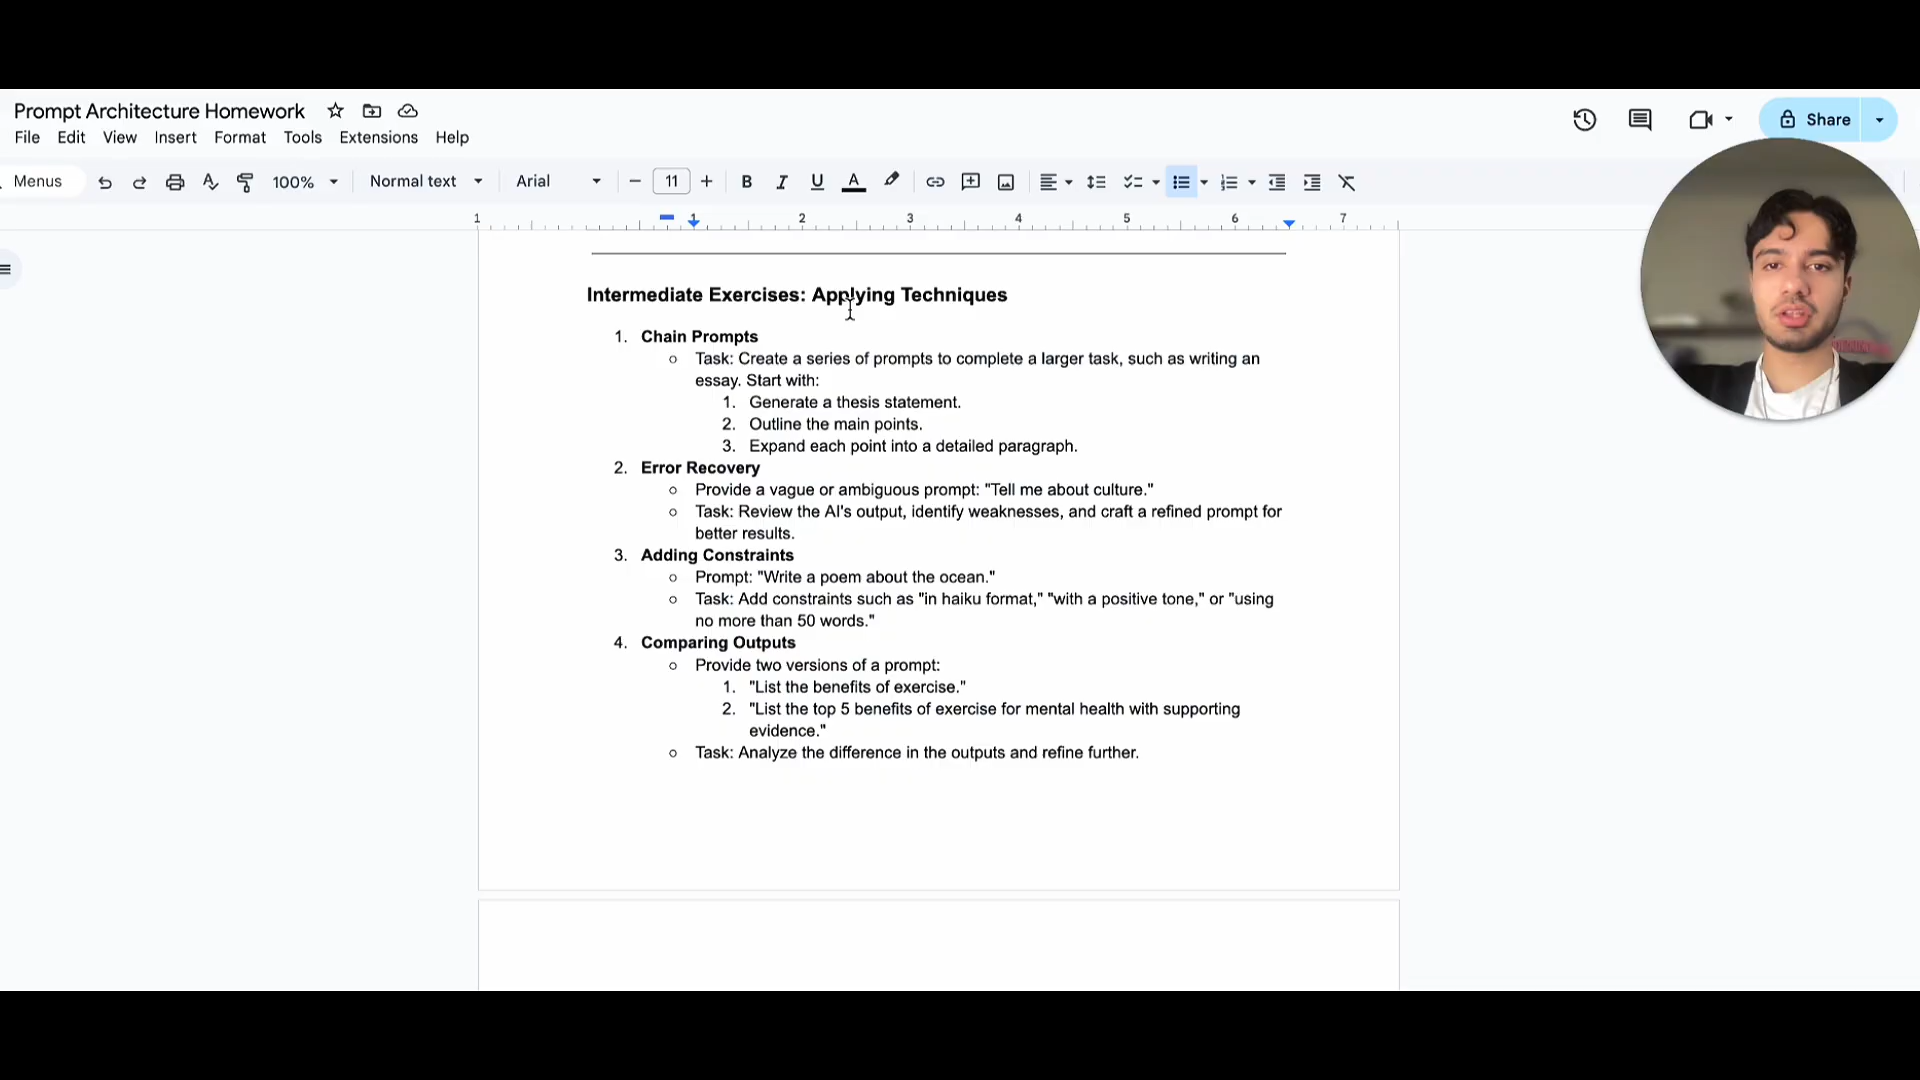 Prompt Architecture Homework
File Edit View Insert Format Tools Extensions Help
Share
Menus 100% Normal text Arial 11 B I U A
1 1 2 3 4 5 6 7
Intermediate Exercises: Applying Techniques
1. Chain Prompts
○ Task: Create a series of prompts to complete a larger task, such as writing an
essay. Start with:
1. Generate a thesis statement.
2. Outline the main points.
3. Expand each point into a detailed paragraph.
2. Error Recovery
○ Provide a vague or ambiguous prompt: "Tell me about culture."
○ Task: Review the AI's output, identify weaknesses, and craft a refined prompt for
better results.
3. Adding Constraints
○ Prompt: "Write a poem about the ocean."
○ Task: Add constraints such as "in haiku format," "with a positive tone," or "using
no more than 50 words."
4. Comparing Outputs
○ Provide two versions of a prompt:
1. "List the benefits of exercise."
2. "List the top 5 benefits of exercise for mental health with supporting
evidence."
○ Task: Analyze the difference in the outputs and refine further.